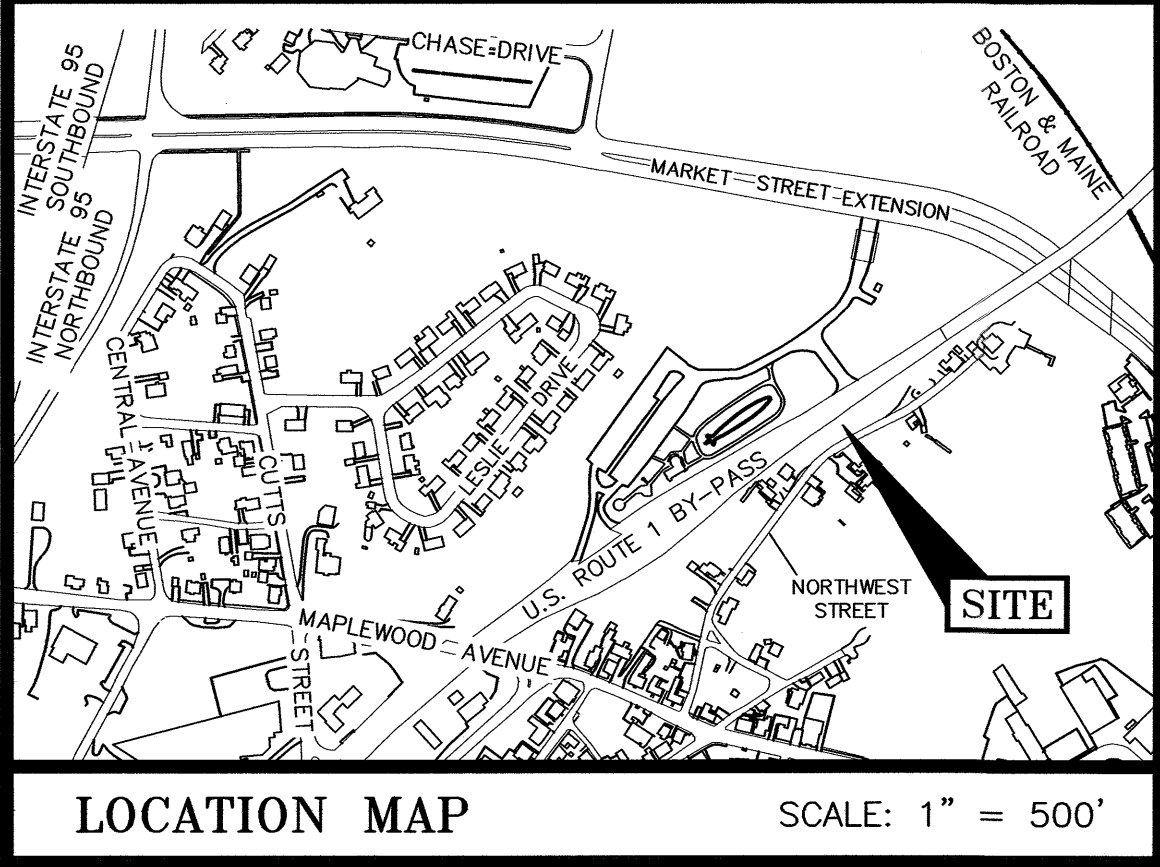 CHASE DRIVE
INTERSTATE 95
SOUTHBOUND
INTERSTATE 95
NORTHBOUND
BOSTON & MAINE
RAILROAD
MARKET STREET EXTENSION
CENTRAL AVENUE
CUTTS
STREET
LESLIE DRIVE
U.S. ROUTE 1 BY-PASS
NORTHWEST
STREET
SITE
MAPLEWOOD AVENUE
LOCATION MAP
SCALE: 1" = 500'